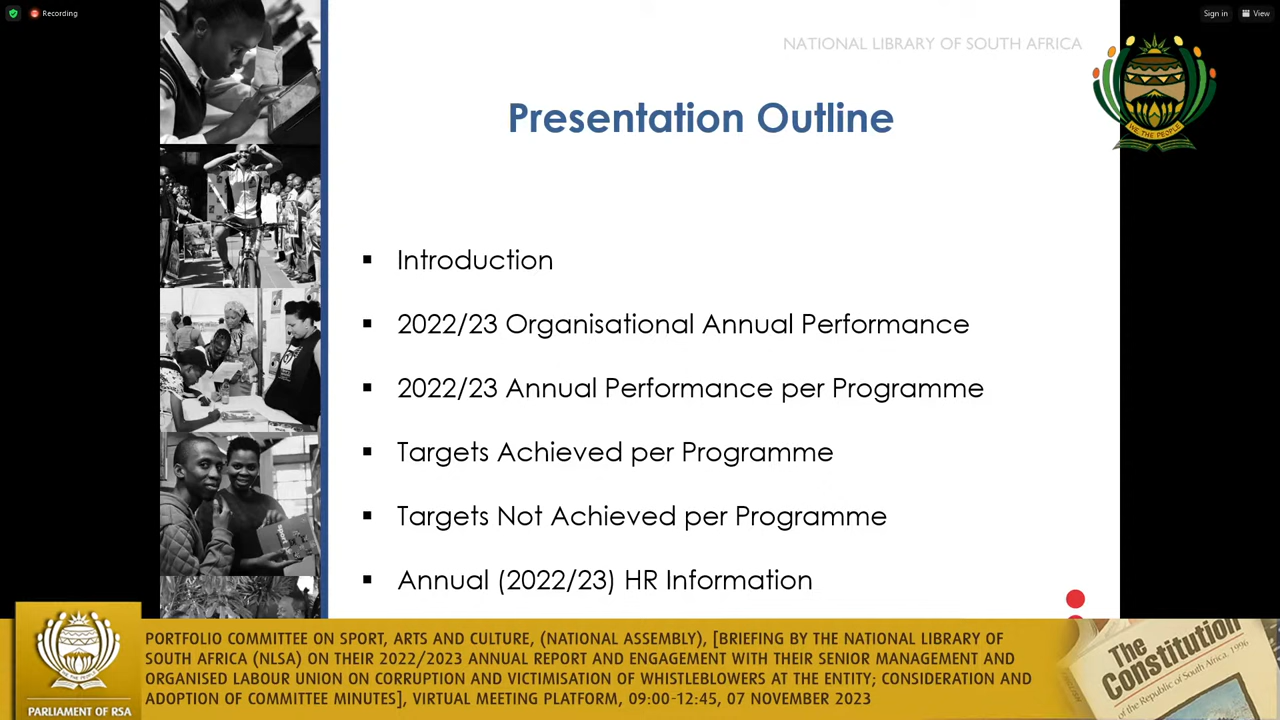 Recording
Sign in
View
NATIONAL LIBRARY OF SOUTH AFRICA
WE, THE PEOPLE
Presentation Outline
▪ Introduction
▪ 2022/23 Organisational Annual Performance
▪ 2022/23 Annual Performance per Programme
▪ Targets Achieved per Programme
▪ Targets Not Achieved per Programme
▪ Annual (2022/23) HR Information
PORTFOLIO COMMITTEE ON SPORT, ARTS AND CULTURE, (NATIONAL ASSEMBLY), [BRIEFING BY THE NATIONAL LIBRARY OF
SOUTH AFRICA (NLSA) ON THEIR 2022/2023 ANNUAL REPORT AND ENGAGEMENT WITH THEIR SENIOR MANAGEMENT AND
ORGANISED LABOUR UNION ON CORRUPTION AND VICTIMISATION OF WHISTLEBLOWERS AT THE ENTITY; CONSIDERATION AND
ADOPTION OF COMMITTEE MINUTES], VIRTUAL MEETING PLATFORM, 09:00-12:45, 07 NOVEMBER 2023
PARLIAMENT OF RSA
The
Constitution
of the Republic of South Africa, 1996